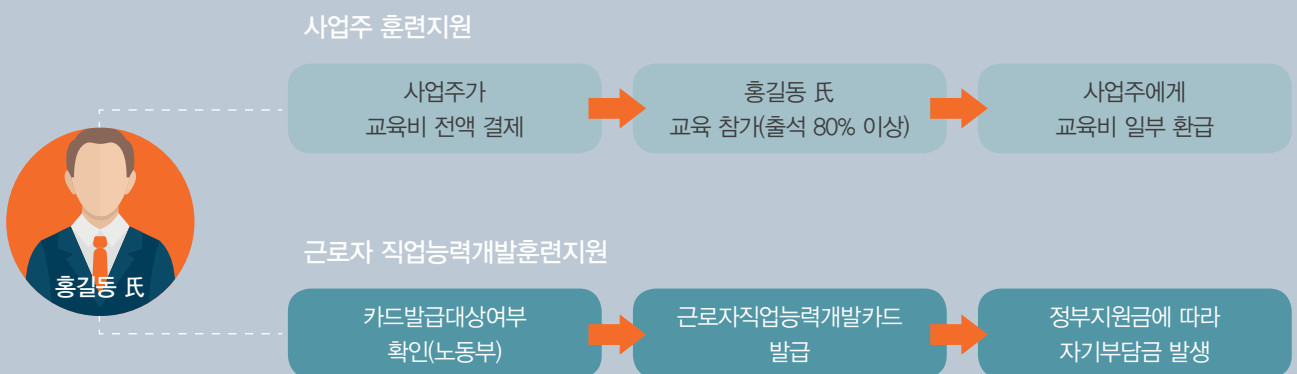 사업주 훈련지원
사업주가
교육비 전액 결제
홍길동 氏
교육 참가(출석 80% 이상)
사업주에게
교육비 일부 환급
홍길동 氏
근로자 직업능력개발훈련지원
카드발급대상여부
확인(노동부)
근로자직업능력개발카드
발급
정부지원금에 따라
자기부담금 발생